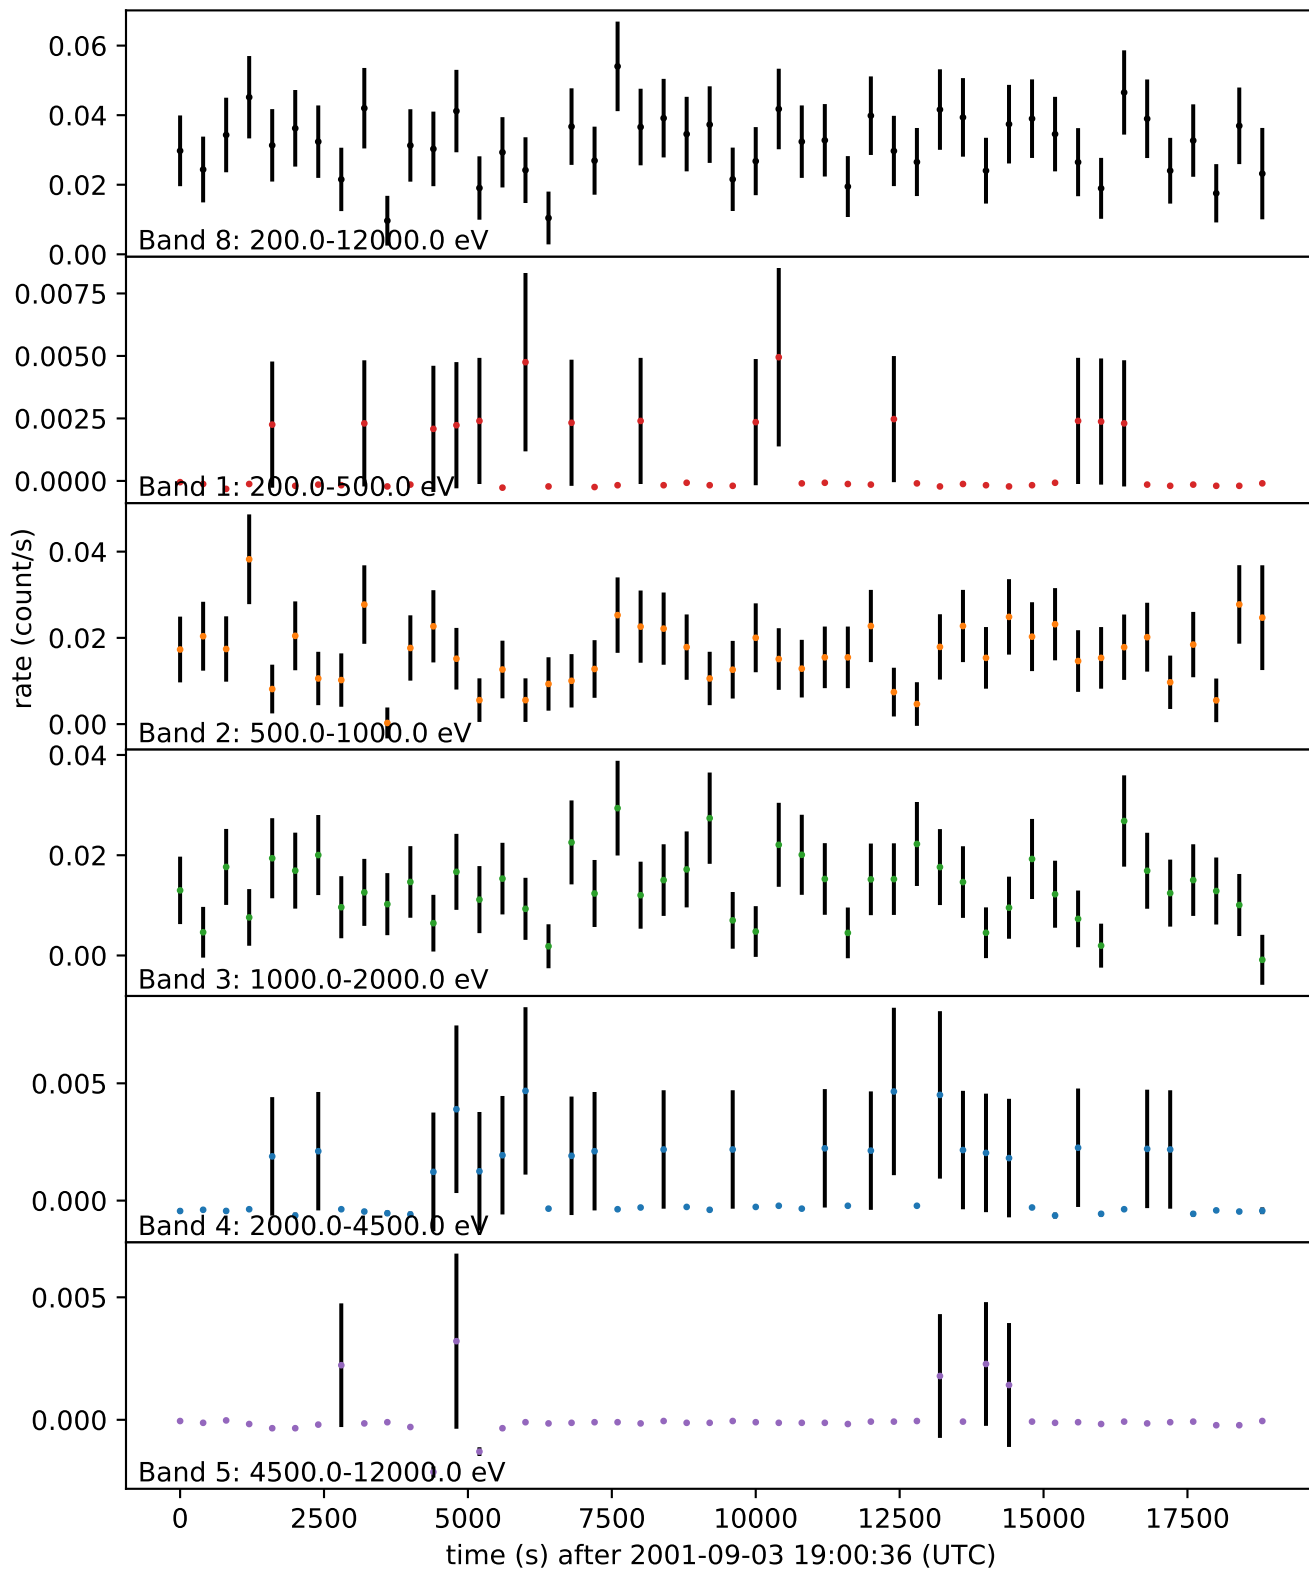 0.06
0.04
0.02
0.00
Band 8: 200.0-12000.0 eV
0.0075
0.0050
0.0025
0.0000
Band 1: 200.0-500.0 eV
rate (count/s)
0.04
0.02
0.00
Band 2: 500.0-1000.0 eV
0.04
0.02
0.00
Band 3: 1000.0-2000.0 eV
0.005
0.000
Band 4: 2000.0-4500.0 eV
0.005
0.000
Band 5: 4500.0-12000.0 eV
0 2500 5000 7500 10000 12500 15000 17500
time (s) after 2001-09-03 19:00:36 (UTC)